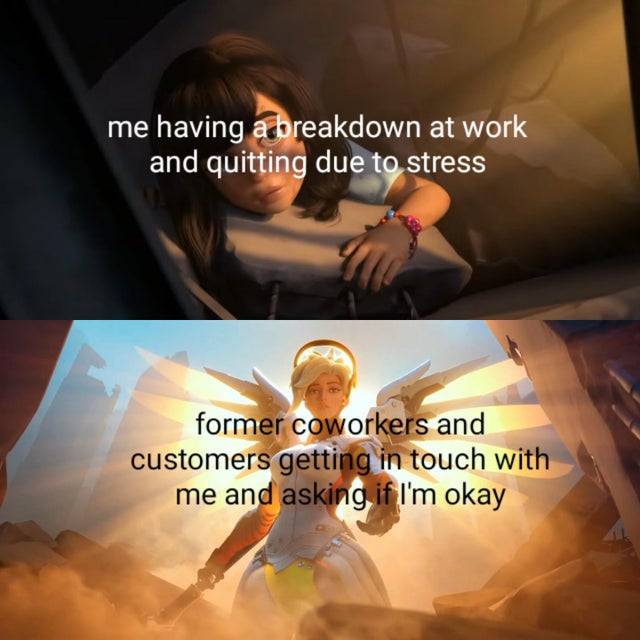 me having a breakdown at work
and quitting due to stress
former coworkers and
customers getting in touch with
me and asking if I'm okay